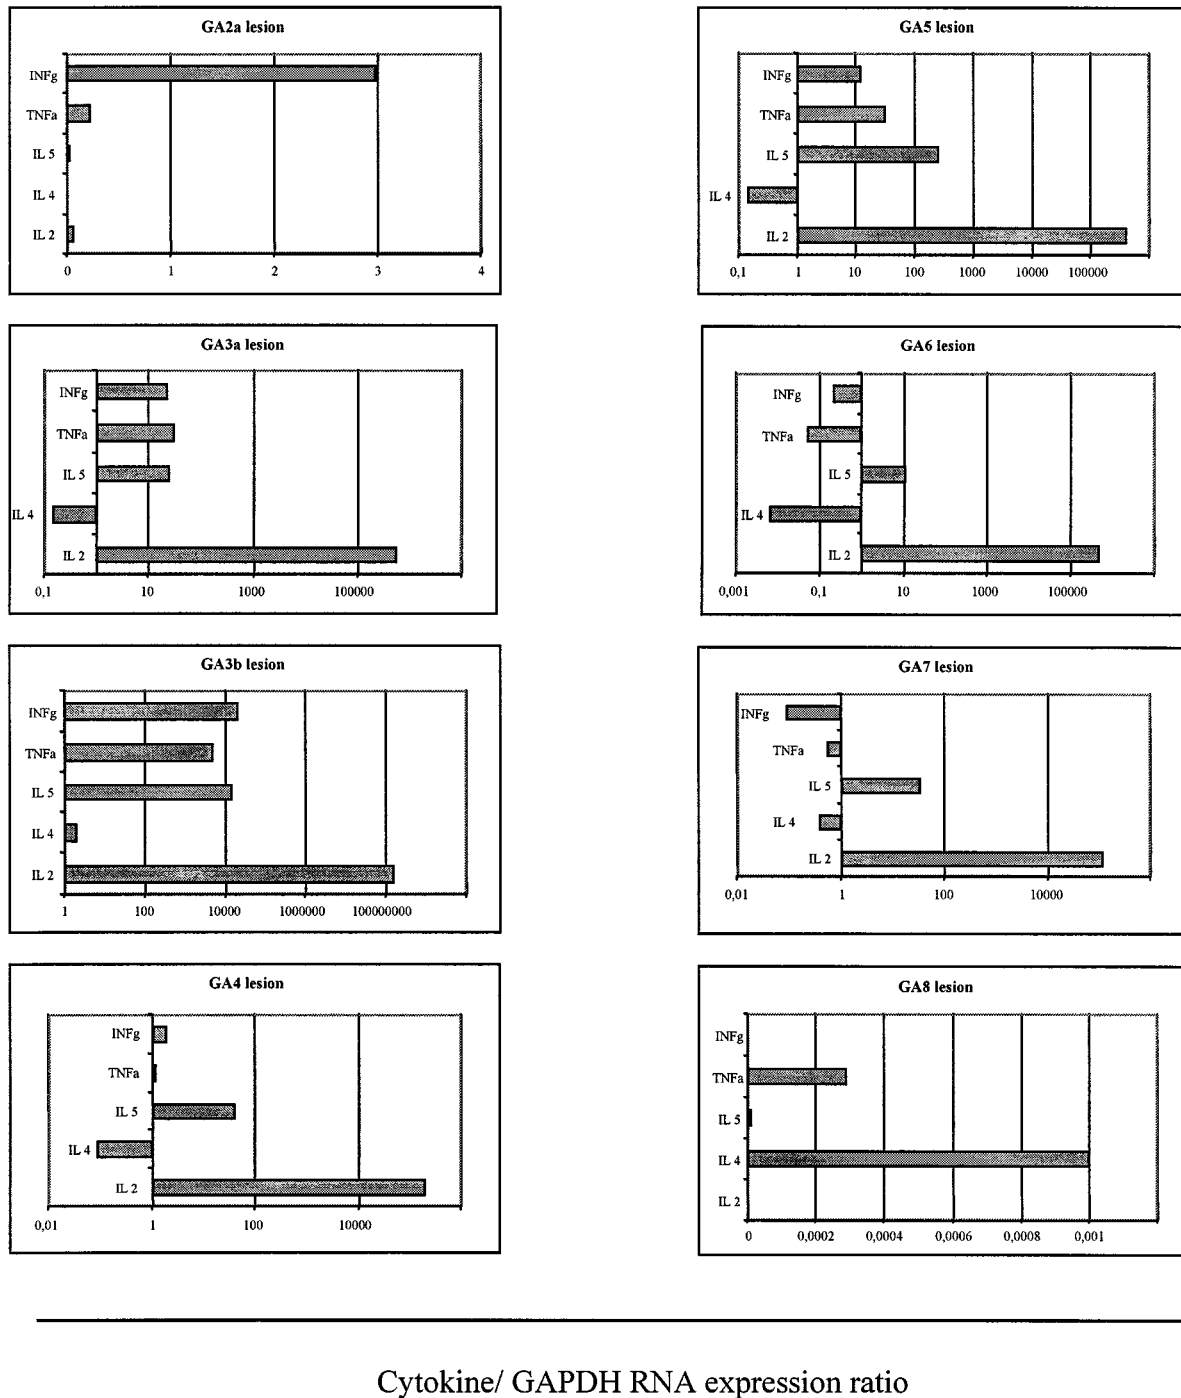 GA2a lesion
INFg
TNFa
IL 5
IL 4
IL 2
0 1 2 3 4
GA3a lesion
INFg
TNFa
IL 5
IL 4
IL 2
0,1 10 1000 100000
GA3b lesion
INFg
TNFa
IL 5
IL 4
IL 2
1 100 10000 1000000 100000000
GA4 lesion
INFg
TNFa
IL 5
IL 4
IL 2
0,01 1 100 10000
GA5 lesion
INFg
TNFa
IL 5
IL 4
IL 2
0,1 1 10 100 1000 10000 100000
GA6 lesion
INFg
TNFa
IL 5
IL 4
IL 2
0,001 0,1 10 1000 100000
GA7 lesion
INFg
TNFa
IL 5
IL 4
IL 2
0,01 1 100 10000
GA8 lesion
INFg
TNFa
IL 5
IL 4
IL 2
0 0,0002 0,0004 0,0006 0,0008 0,001
Cytokine/ GAPDH RNA expression ratio